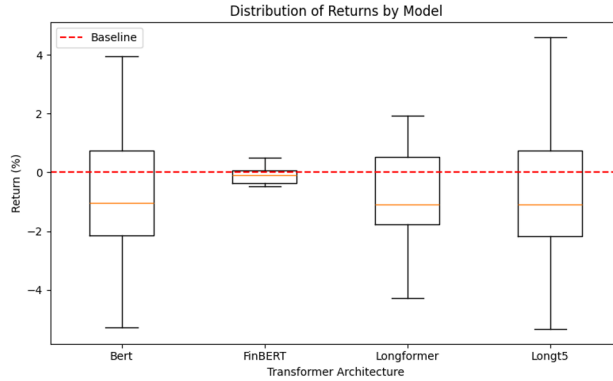 Distribution of Returns by Model
Baseline
4
2
0
−2
−4
Return (%)
Bert
FinBERT
Longformer
Longt5
Transformer Architecture